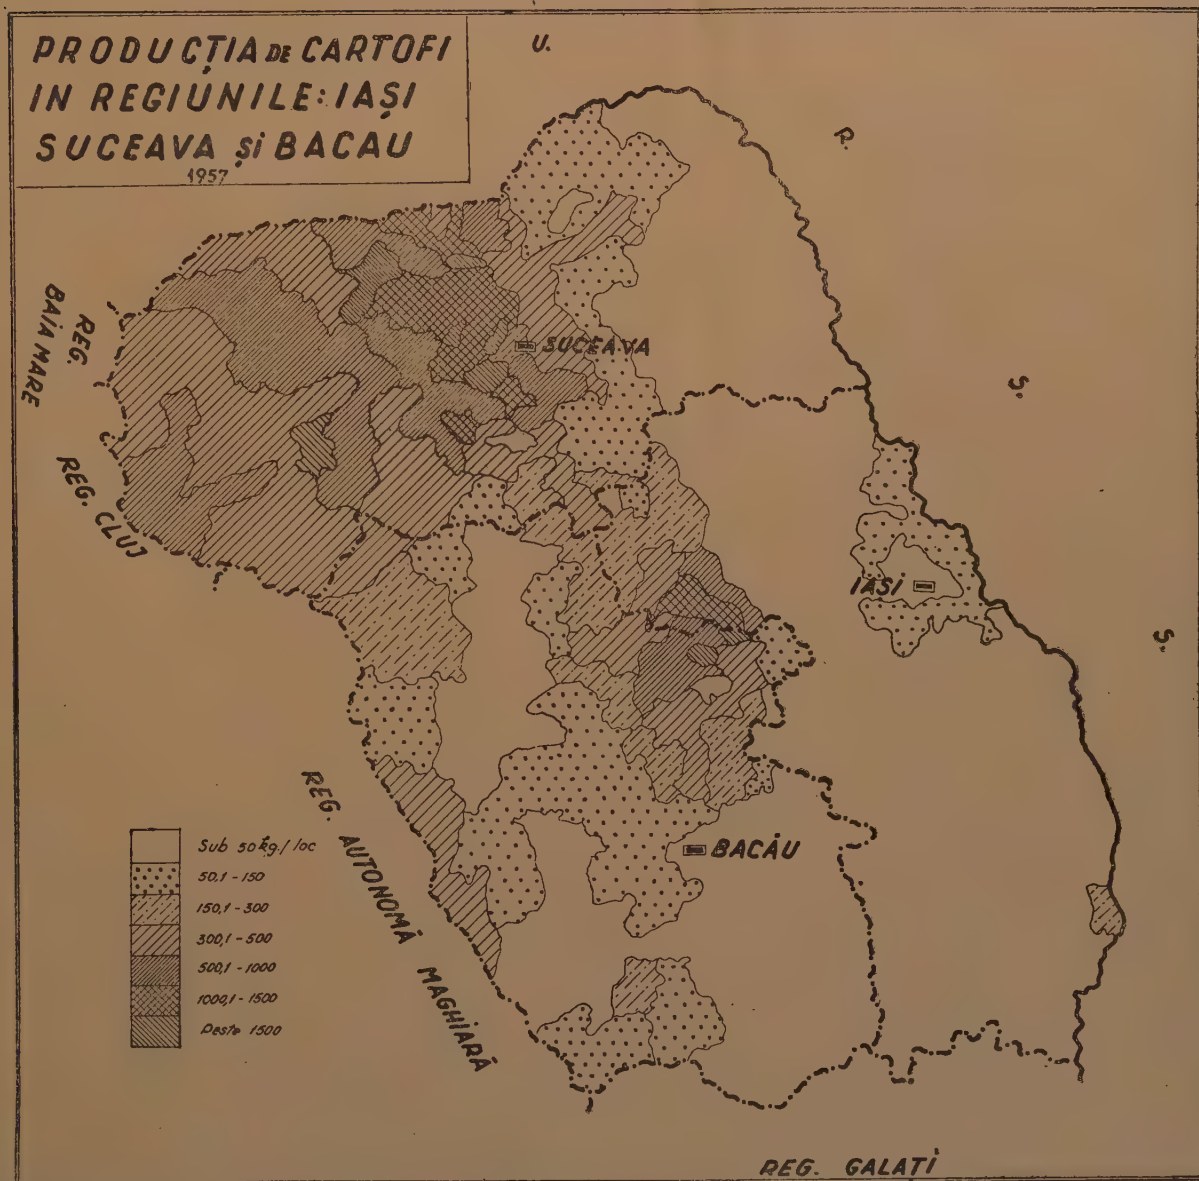 PRODUCȚIA DE CARTOFI
IN REGIUNILE: IAȘI
SUCEAVA și BACAU
1957
U.
R.
S.
S.
REG.
BAIA MARE
REG. CLUJ
SUCEAVA
IAȘI
BACĂU
REG. AUTONOMĂ MAGHIARĂ
Sub 50 kg./loc
50,1 - 150
150,1 - 300
300,1 - 500
500,1 - 1000
1000,1 - 1500
Peste 1500
REG. GALAȚI